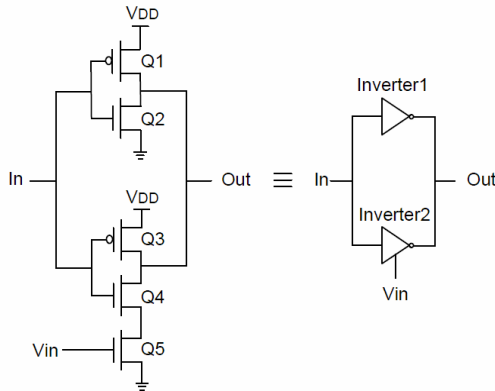 VDD
Q1
Q2
In
Out
VDD
Q3
Q4
Vin
Q5
≡
Inverter1
In
Out
Inverter2
Vin